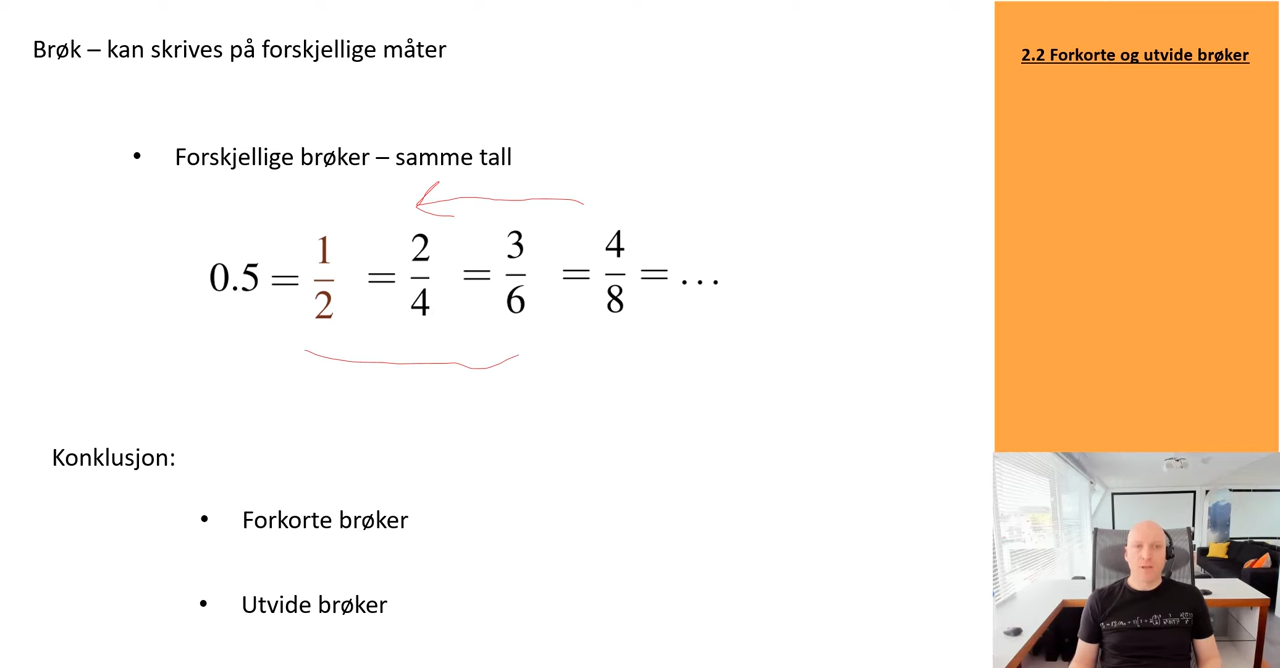 Brøk – kan skrives på forskjellige måter
2.2 Forkorte og utvide brøker
• Forskjellige brøker – samme tall
0.5 = 1/2 = 2/4 = 3/6 = 4/8 = ...
Konklusjon:
• Forkorte brøker
• Utvide brøker